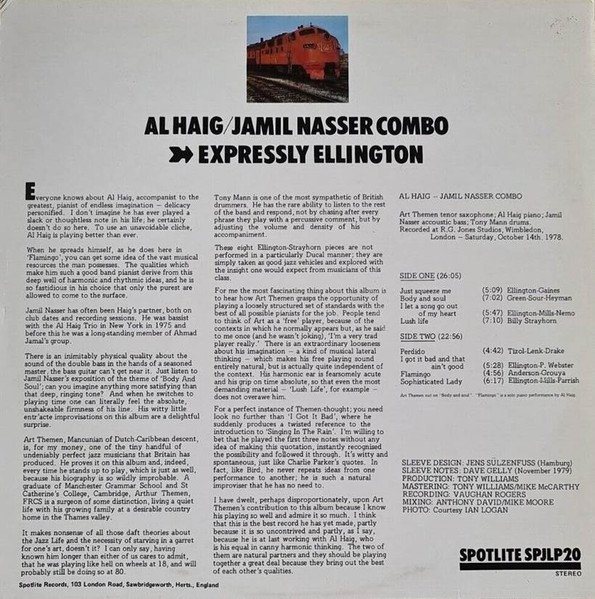 AL HAIG/JAMIL NASSER COMBO
EXPRESSLY ELLINGTON
Everyone knows about Al Haig, accompanist to the
greatest, pianist of endless imagination – delicacy
personified. I don't imagine he has ever played a
slack or thoughtless note in his life; he certainly
doesn't do so here. To use an unavoidable cliche,
Al Haig is playing better than ever.
When he spreads himself, as he does here in
'Flamingo', you can get some idea of the vast musical
resources the man possesses. The qualities which
make him such a good band pianist derive from this
deep well of harmonic and rhythmic ideas, and he is
so fastidious in his choice that only the purest are
allowed to come to the surface.
Jamil Nasser has often been Haig's partner, both on
club dates and recording sessions. He was bassist
with the Al Haig Trio in New York in 1975 and
before this he was a long-standing member of Ahmad
Jamal's group.
There is an inimitably physical quality about the
sound of the double bass in the hands of a seasoned
master, the bass guitar can't get near it. Just listen to
Jamil Nasser's exposition of the theme of 'Body And
Soul'; can you imagine anything more satisfying than
that deep, ringing tone? And when he switches to
playing time one can literally feel the absolute,
unshakeable firmness of his line. His witty little
entr'acte improvisations on this album are a delightful
surprise.
Art Themen, Mancunian of Dutch-Caribbean descent,
is, for my money, one of the tiny handful of
undeniably perfect jazz musicians that Britain has
produced. He proves it on this album and, indeed,
every time he stands up to play, which is just as well,
because his biography is so wildly improbable. A
graduate of Manchester Grammar School and St
Catherine's College, Cambridge, Arthur Themen,
FRCS is a surgeon of some distinction, living a quiet
life with his growing family at a desirable country
home in the Thames valley.
It makes nonsense of all those daft theories about
the Jazz Life and the necessity of starving in a garret
for one's art, doesn't it? I can only say, having
known him longer than either of us cares to admit,
that he was playing like hell on wheels at 18, and will
probably still be doing so at 80.
Tony Mann is one of the most sympathetic of British
drummers. He has the rare ability to listen to the rest
of the band and respond, not by chasing after every
phrase they play with a percussive comment, but by
adjusting the volume and density of his
accompaniment.
These eight Ellington-Strayhorn pieces are not
performed in a particularly Ducal manner; they are
simply taken as good jazz vehicles and explored with
the insight one would expect from musicians of this
class.
For me the most fascinating thing about this album is
to hear how Art Themen grasps the opportunity of
playing a loosely structured set of standards with the
best of all possible pianists for the job. People tend
to think of Art as a 'free' player, because of the
contexts in which he normally appears but, as he said
to me once (and he wasn't joking), 'I'm a very trad
player really.' There is an extraordinary looseness
about his imagination – a kind of musical lateral
thinking – which makes his free playing sound
entirely natural, but is actually quite independent of
the context. His harmonic ear is fearsomely acute
and his grip on time absolute, so that even the most
demanding material – 'Lush Life', for example –
does not overawe him.
For a perfect instance of Themen-thought; you need
look no further than 'I Got It Bad', where he
suddenly produces a twisted reference to the
introduction to 'Singing In The Rain'. I'm willing to
bet that he played the first three notes without any
idea of making this quotation, instantly recognised
the possibility and followed it through. It's witty and
spontaneous, just like Charlie Parker's quote. In
fact, like Bird, he never repeats ideas from one
performance to another; he is such a natural
improvisor that he has no need to.
I have dwelt, perhaps disproportionately, upon Art
Themen's contribution to this album because I know
his playing so well and admire it so much. I think
that this is the best record he has yet made, partly
because it is so uncontrived and partly, as I say,
because he is at last working with Al Haig, who
is his equal in canny harmonic thinking. The two of
them are natural partners and they should be playing
together a great deal because they bring out the best
of each other's qualities.
AL HAIG – JAMIL NASSER COMBO
Art Themen tenor saxophone; Al Haig piano; Jamil
Nasser accoustic bass; Tony Mann drums.
Recorded at R.G. Jones Studios, Wimbledon,
London – Saturday, October 14th, 1978.
SIDE ONE (26:05)
Just squeeze me (5:09) Ellington-Gaines
Body and soul (7:02) Green-Sour-Heyman
I let a song go out
of my heart (5:47) Ellington-Mills-Nemo
Lush life (7:10) Billy Strayhorn
SIDE TWO (22:56)
Perdido (4:42) Tizol-Lenk-Drake
I got it bad and that
ain't good (5:28) Ellington-P. Webster
Flamingo (4:56) Anderson-Grouya
Sophisticated Lady (6:17) Ellington-Mills-Parrish
Art Themen out on "Body and soul". "Flamingo" is a solo piano performance by Al Haig.
SLEEVE DESIGN: JENS SÜLZENFUSS (Hamburg)
SLEEVE NOTES: DAVE GELLY (November 1979)
PRODUCTION: TONY WILLIAMS
MASTERING: TONY WILLIAMS/MIKE McCARTHY
RECORDING: VAUGHAN ROGERS
MIXING: ANTHONY DAVID/MIKE MOORE
PHOTO: Courtesy IAN LOGAN
SPOTLITE SPJLP20
STEREO
Spotlite Records, 103 London Road, Sawbridgeworth, Herts., England